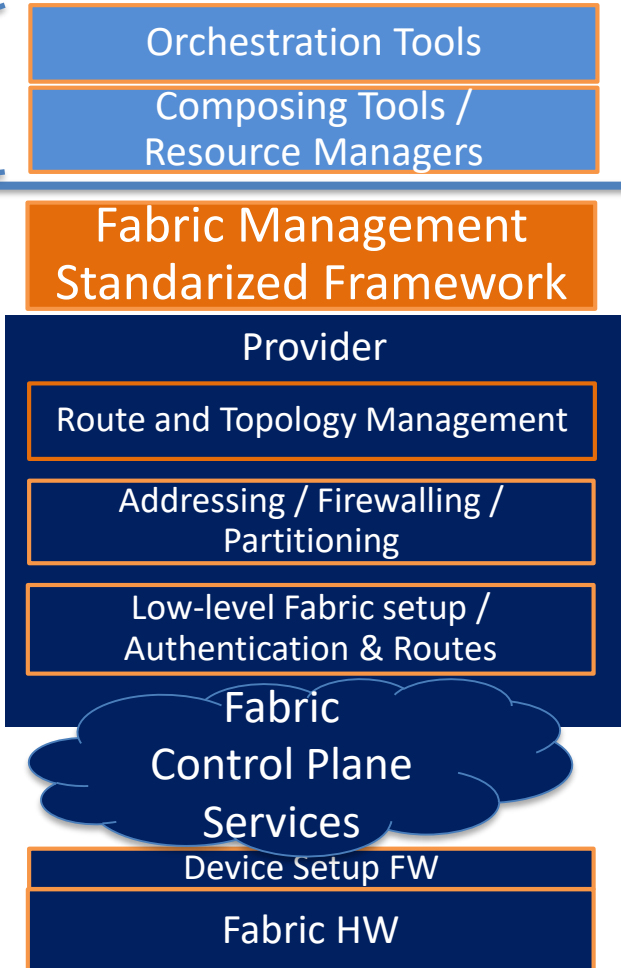 Orchestration Tools
Composing Tools /
Resource Managers
Fabric Management
Standarized Framework
Provider
Route and Topology Management
Addressing / Firewalling /
Partitioning
Low-level Fabric setup /
Authentication & Routes
Fabric
Control Plane
Services
Device Setup FW
Fabric HW